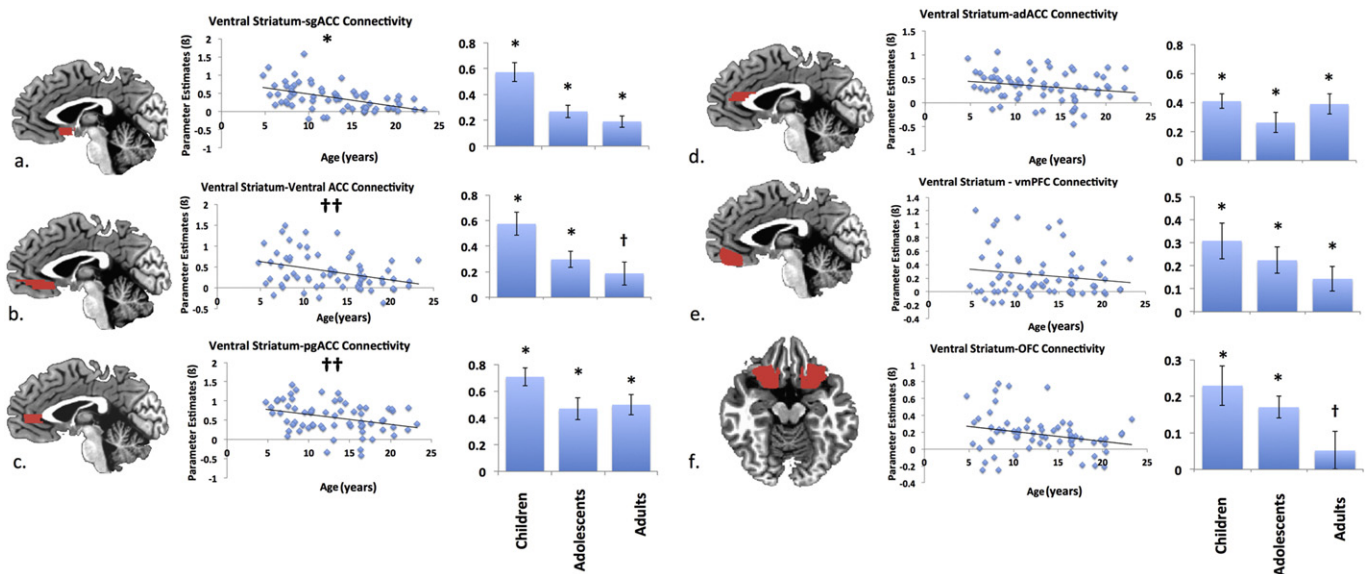 Ventral Striatum-sgACC Connectivity
*
Parameter Estimates (ß)
2
1.5
1
0.5
0
-0.5
1
0 5 10 15 20 25
Age (years)
0.8
0.6
0.4
0.2
0
*
*
*
a.
Ventral Striatum-Ventral ACC Connectivity
††
Parameter Estimates (ß)
2
1.5
1
0.5
0
-0.5
0 5 10 15 20 25
Age (years)
0.8
0.6
0.4
0.2
0
*
*
†
b.
Ventral Striatum-pgACC Connectivity
††
Parameter Estimates (ß)
2
1.5
1
0.5
0
-0.5
-1
0 5 10 15 20 25
Age (years)
0.8
0.6
0.4
0.2
0
*
*
*
c.
Children
Adolescents
Adults
Ventral Striatum-adACC Connectivity
Parameter Estimates (ß)
1.5
1
0.5
0
-0.5
-1
0 5 10 15 20 25
Age (years)
0.8
0.6
0.4
0.2
0
*
*
*
d.
Ventral Striatum - vmPFC Connectivity
Parameter Estimates (ß)
1.4
1.2
1
0.8
0.6
0.4
0.2
0
-0.2
-0.4
0 5 10 15 20 25
Age (years)
0.5
0.4
0.3
0.2
0.1
0
*
*
*
e.
Ventral Striatum-OFC Connectivity
Parameter Estimates (ß)
1
0.8
0.6
0.4
0.2
0
-0.2
-0.4
0 5 10 15 20 25
Age (years)
0.3
0.2
0.1
0
*
*
†
f.
Children
Adolescents
Adults